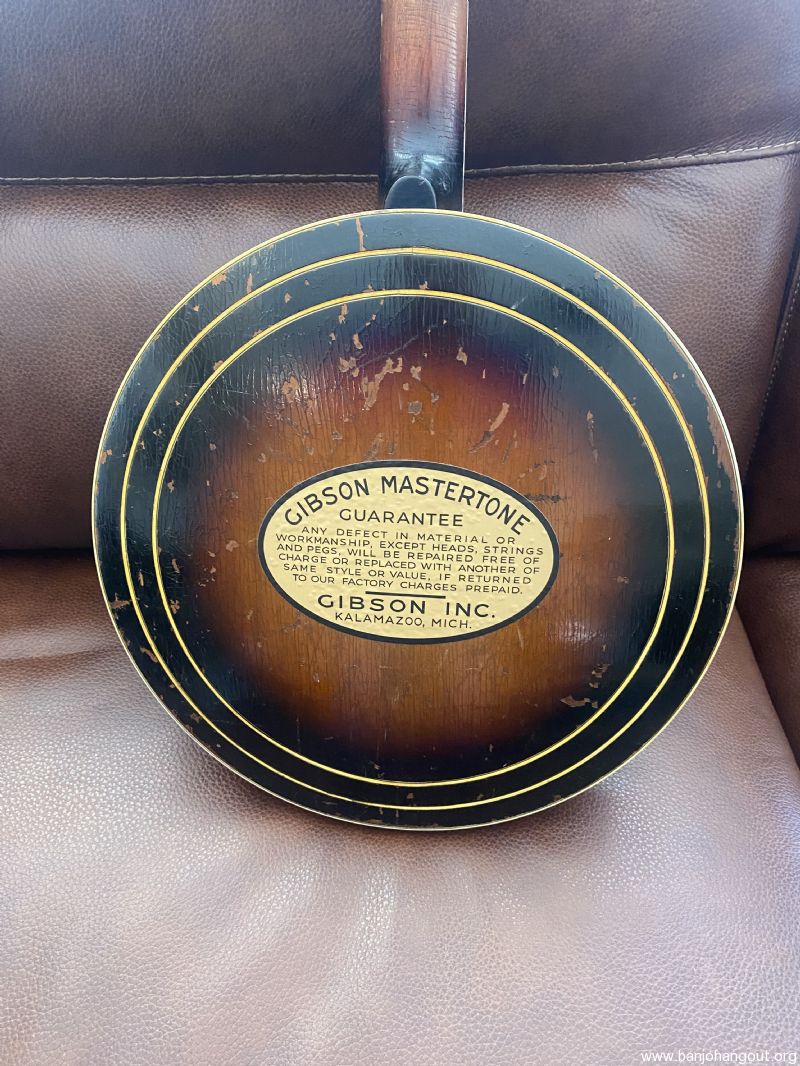 GIBSON MASTERTONE
GUARANTEE
ANY DEFECT IN MATERIAL OR
WORKMANSHIP, EXCEPT HEADS, STRINGS
AND PEGS, WILL BE REPAIRED FREE OF
CHARGE OR REPLACED WITH ANOTHER OF
SAME STYLE OR VALUE, IF RETURNED
TO OUR FACTORY CHARGES PREPAID.
GIBSON INC.
KALAMAZOO, MICH.
www.banjohangout.org